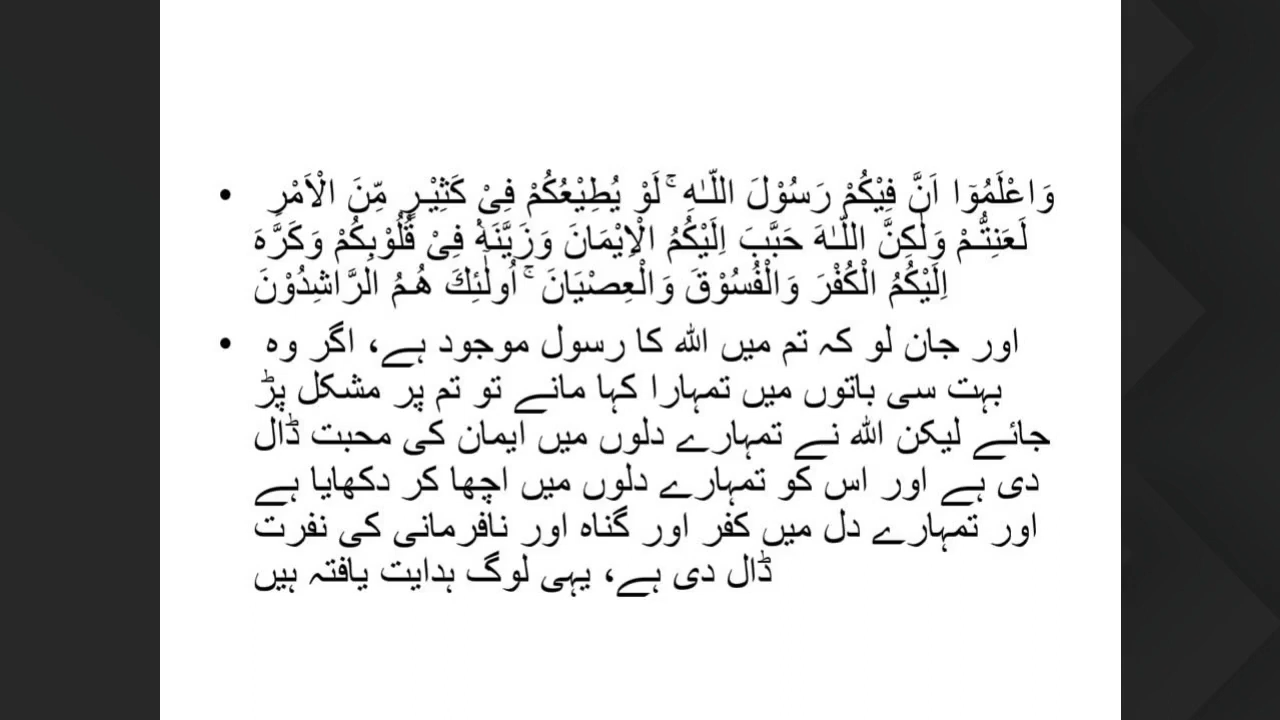 • وَاعْلَمُوٓا اَنَّ فِيْكُمْ رَسُوْلَ اللّـٰهِ ۚ لَوْ يُطِيْعُكُمْ فِىْ كَثِيْـرٍ مِّنَ الْاَمْرِ
لَعَنِتُّـمْ وَلٰكِنَّ اللّـٰهَ حَبَّبَ اِلَيْكُمُ الْاِيْمَانَ وَزَيَّنَهٝ فِىْ قُلُوْبِكُمْ وَكَرَّهَ
اِلَيْكُمُ الْكُفْرَ وَالْفُسُوْقَ وَالْعِصْيَانَ ۚ اُولٰٓئِكَ هُـمُ الرَّاشِدُوْنَ
• اور جان لو کہ تم میں اللہ کا رسول موجود ہے، اگر وہ
بہت سی باتوں میں تمہارا کہا مانے تو تم پر مشکل پڑ
جائے لیکن اللہ نے تمہارے دلوں میں ایمان کی محبت ڈال
دی ہے اور اس کو تمہارے دلوں میں اچھا کر دکھایا ہے
اور تمہارے دل میں کفر اور گناہ اور نافرمانی کی نفرت
ڈال دی ہے، یہی لوگ ہدایت یافتہ ہیں